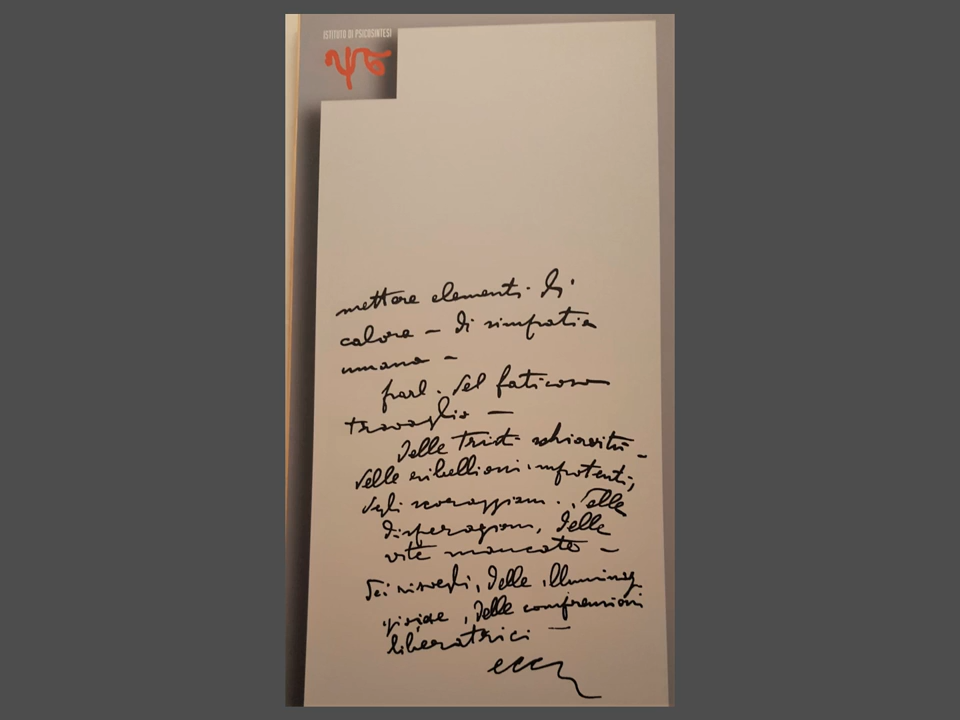 ISTITUTO DI PSICOSINTESI
mettere elementi di
calore – di simpatia
umana –
parl. del faticoso
travaglio –
Delle tristi schiavitù –
delle ribellioni impotenti,
degli scoraggiam. , delle
disperazioni, delle
vite mancate –
dei risvegli, delle illuminaz
gioiose, delle comprensioni
liberatrici –
ecc.